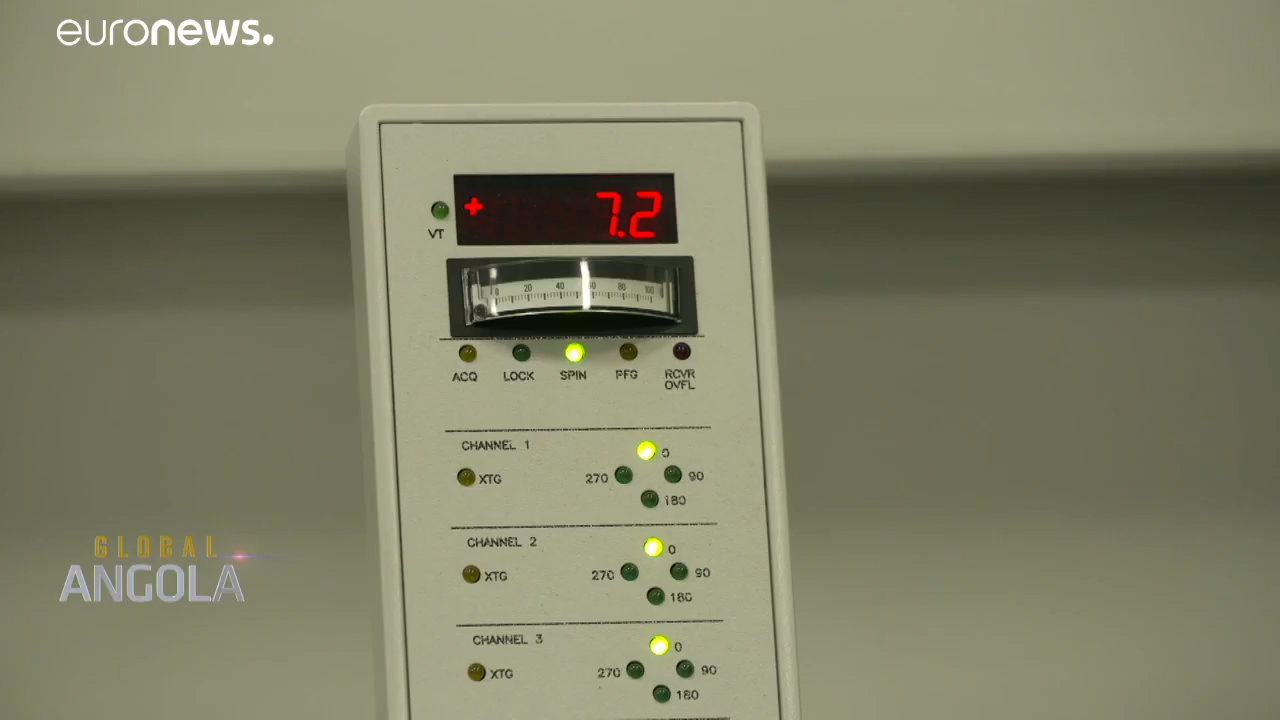 euronews.
+ 7.2
VT
0 20 40 60 80 100
ACQ LOCK SPIN PFG RCVR OVFL
CHANNEL 1
0
XTG 270 90
180
CHANNEL 2
0
XTG 270 90
180
CHANNEL 3
0
XTG 270 90
180
GLOBAL
ANGOLA